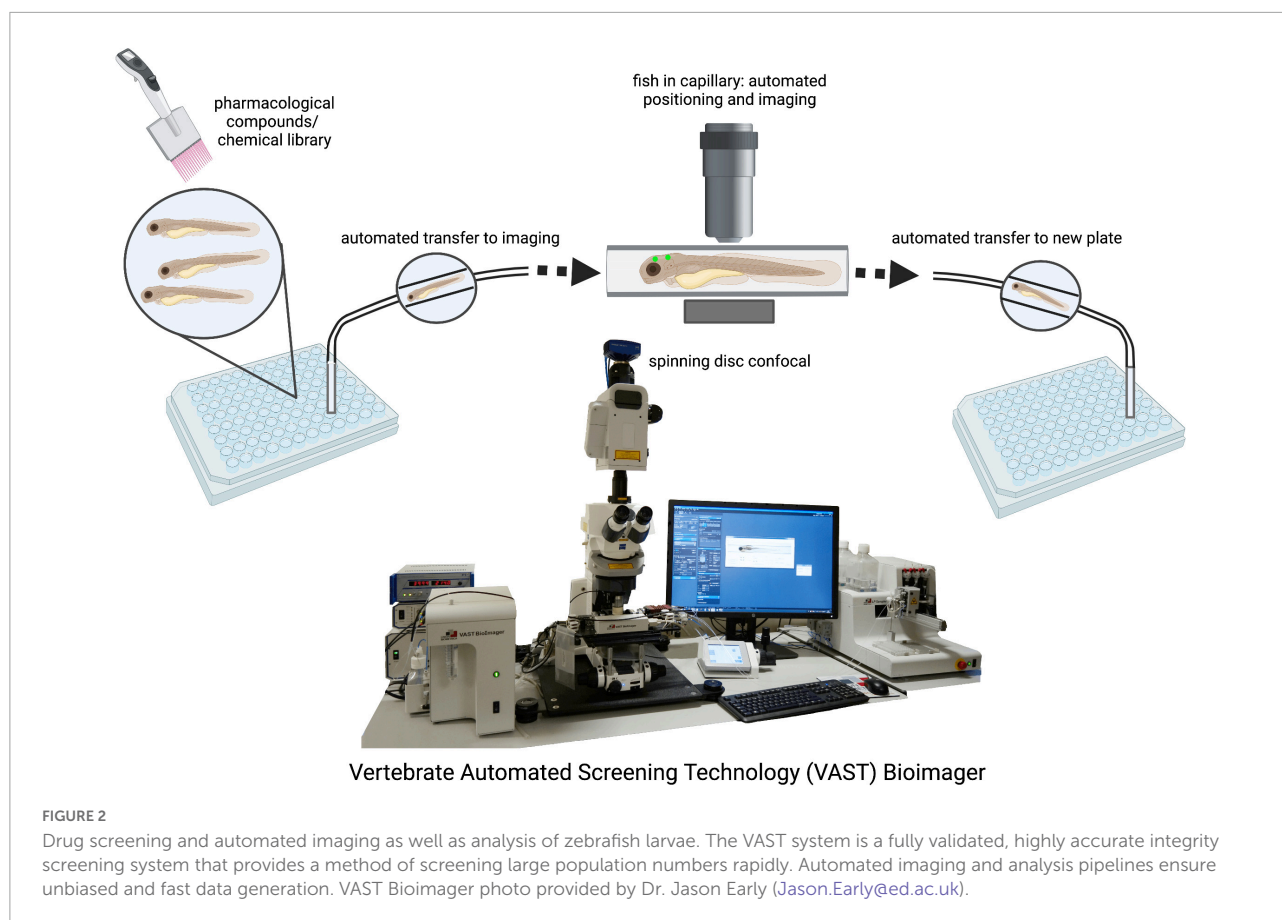 pharmacological
compounds/
chemical library
fish in capillary: automated
positioning and imaging
automated transfer to imaging
automated transfer to new plate
spinning disc confocal
VAST BioImager
VAST BioImager
Vertebrate Automated Screening Technology (VAST) Bioimager
FIGURE 2
Drug screening and automated imaging as well as analysis of zebrafish larvae. The VAST system is a fully validated, highly accurate integrity
screening system that provides a method of screening large population numbers rapidly. Automated imaging and analysis pipelines ensure
unbiased and fast data generation. VAST Bioimager photo provided by Dr. Jason Early (Jason.Early@ed.ac.uk).